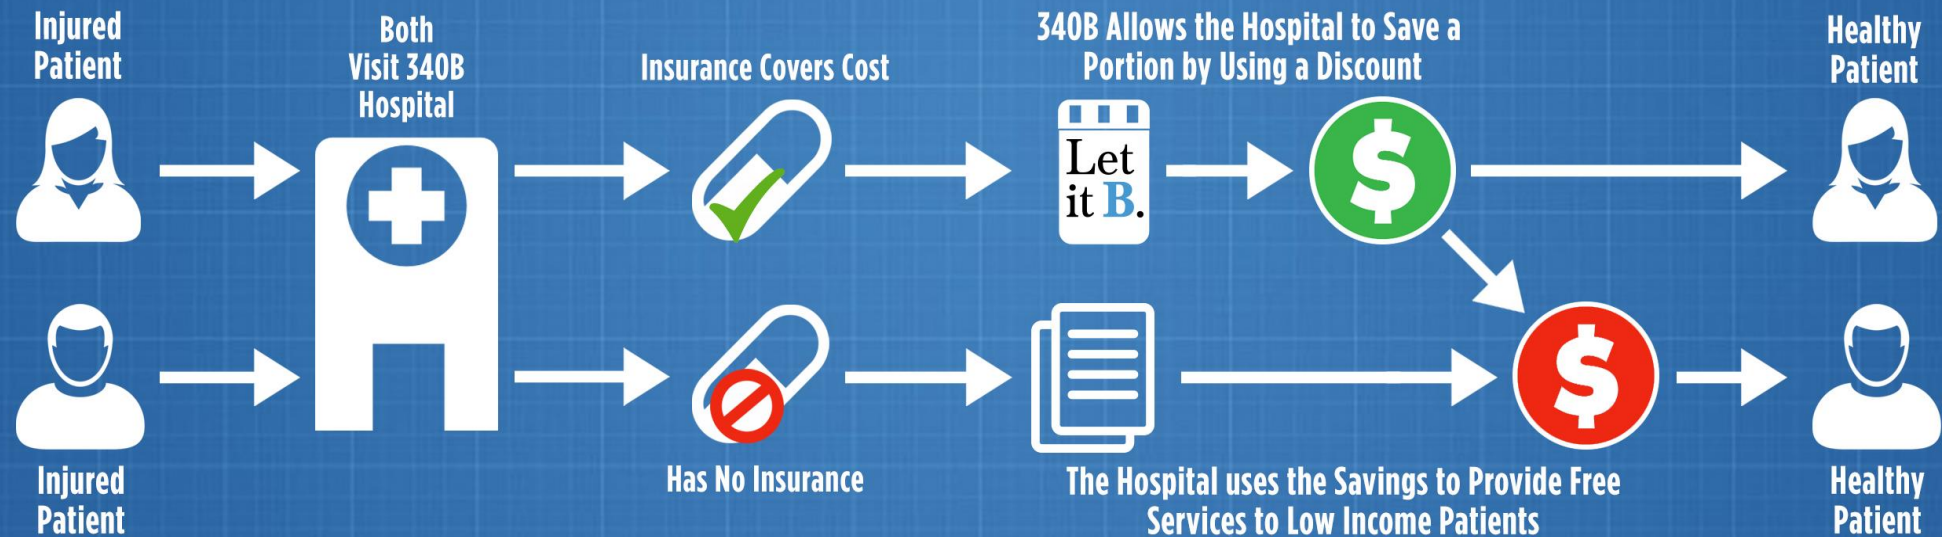 Injured
Patient
Both
Visit 340B
Hospital
Insurance Covers Cost
340B Allows the Hospital to Save a
Portion by Using a Discount
Healthy
Patient
Let
it B.
$
$
Injured
Patient
Has No Insurance
The Hospital uses the Savings to Provide Free
Services to Low Income Patients
Healthy
Patient